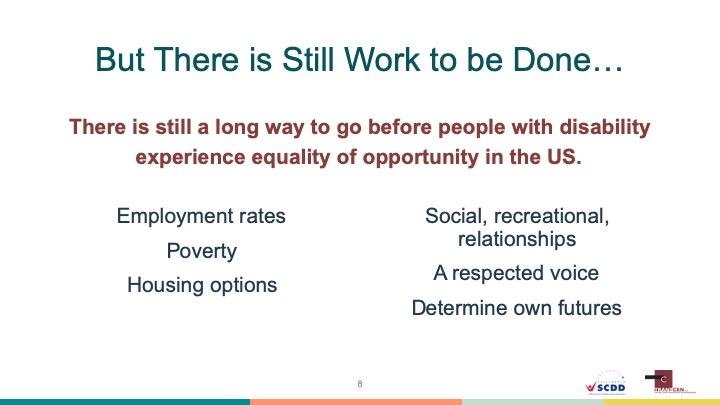 But There is Still Work to be Done…
There is still a long way to go before people with disability
experience equality of opportunity in the US.
Employment rates
Poverty
Housing options
Social, recreational,
relationships
A respected voice
Determine own futures
8
SCDD
C